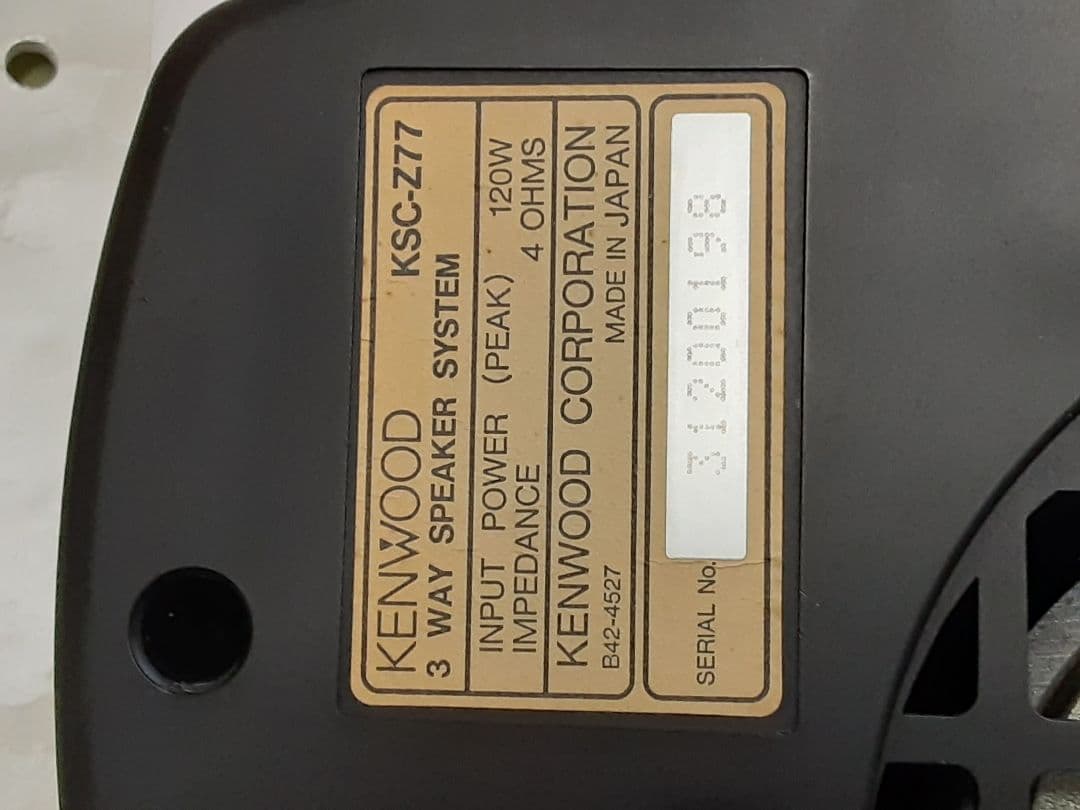 KENWOOD KSC-Z77
3 WAY SPEAKER SYSTEM
INPUT POWER (PEAK) 120W
IMPEDANCE 4 OHMS
KENWOOD CORPORATION
B42-4527 MADE IN JAPAN
SERIAL No.